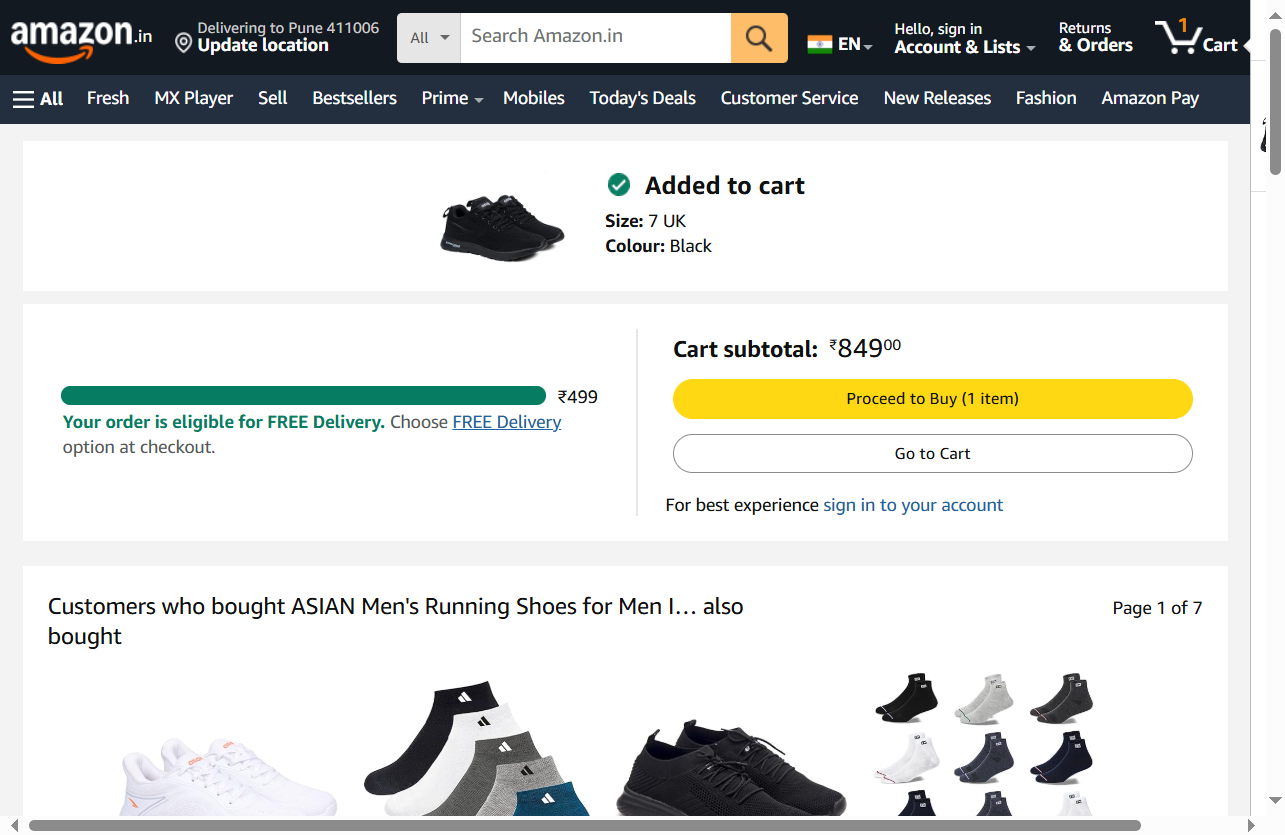 amazon.in
Delivering to Pune 411006
Update location
All
Search Amazon.in
EN
Hello, sign in
Account & Lists
Returns
& Orders
1
Cart
All
Fresh
MX Player
Sell
Bestsellers
Prime
Mobiles
Today's Deals
Customer Service
New Releases
Fashion
Amazon Pay
Added to cart
Size: 7 UK
Colour: Black
₹499
Your order is eligible for FREE Delivery. Choose FREE Delivery
option at checkout.
Cart subtotal: ₹84900
Proceed to Buy (1 item)
Go to Cart
For best experience sign in to your account
Customers who bought ASIAN Men's Running Shoes for Men I… also
bought
Page 1 of 7